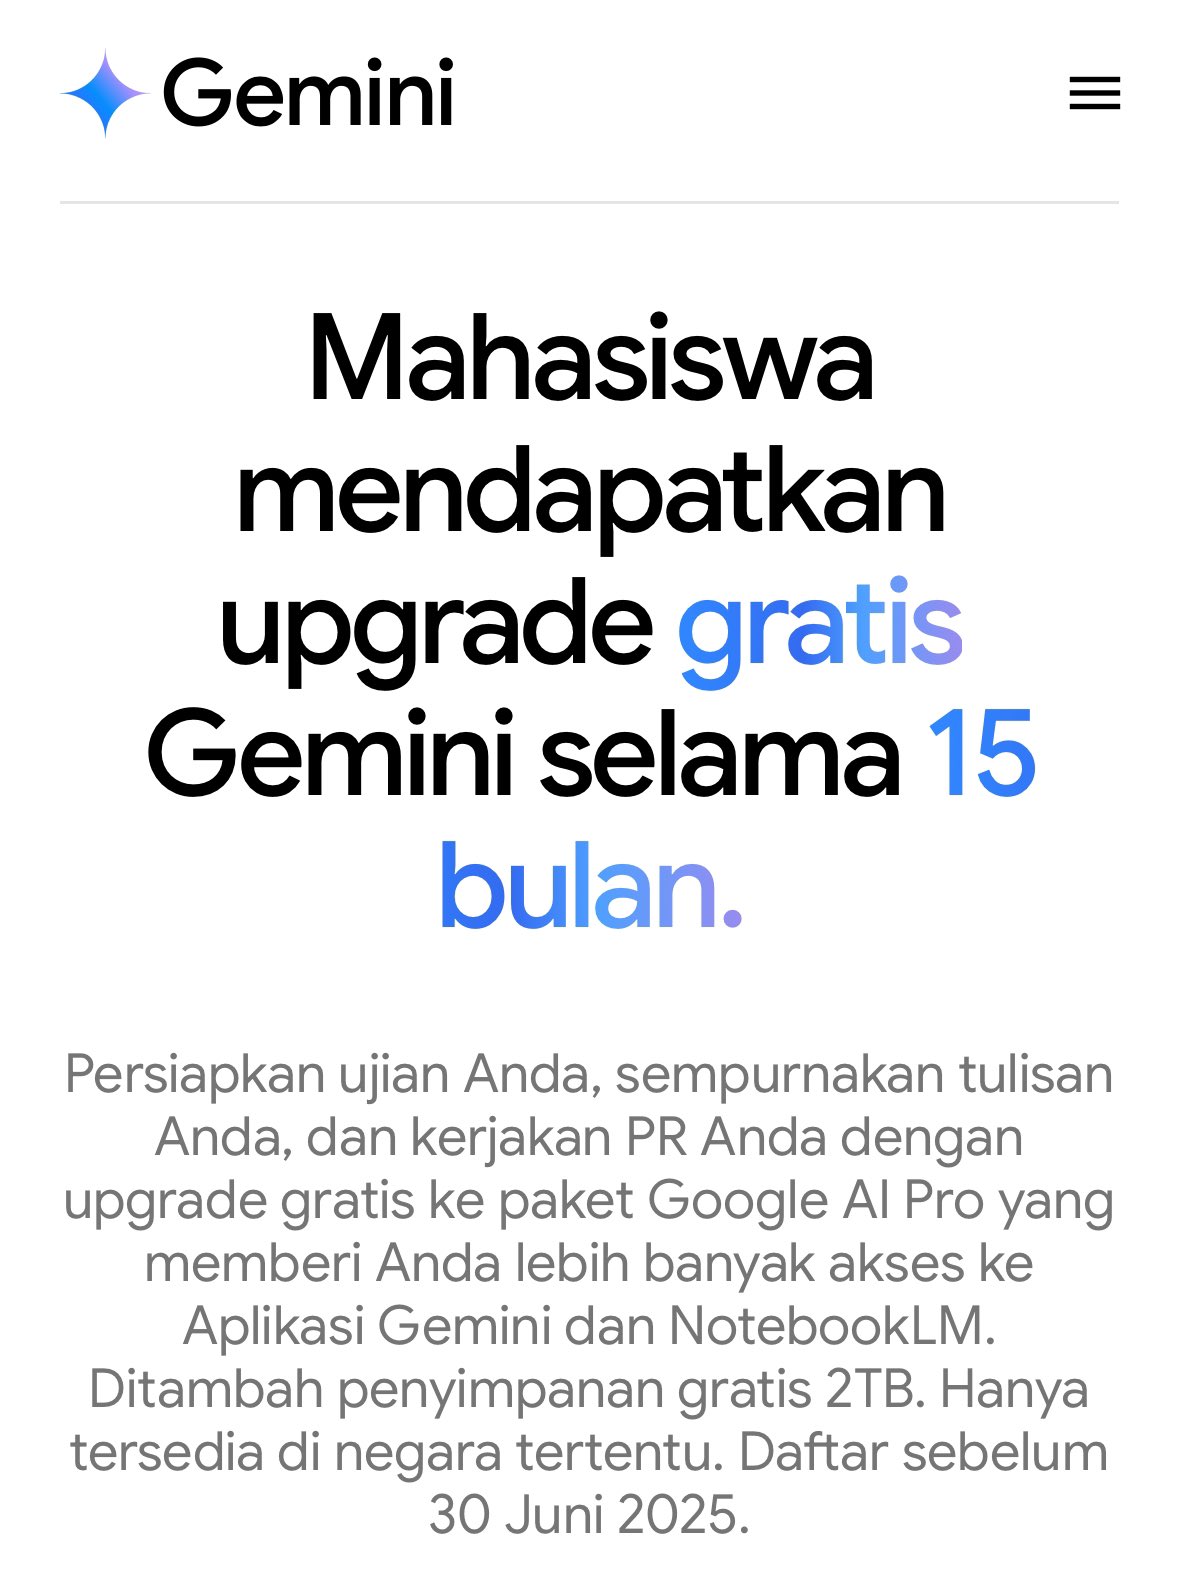 Gemini
Mahasiswa
mendapatkan
upgrade gratis
Gemini selama 15
bulan.
Persiapkan ujian Anda, sempurnakan tulisan
Anda, dan kerjakan PR Anda dengan
upgrade gratis ke paket Google AI Pro yang
memberi Anda lebih banyak akses ke
Aplikasi Gemini dan NotebookLM.
Ditambah penyimpanan gratis 2TB. Hanya
tersedia di negara tertentu. Daftar sebelum
30 Juni 2025.